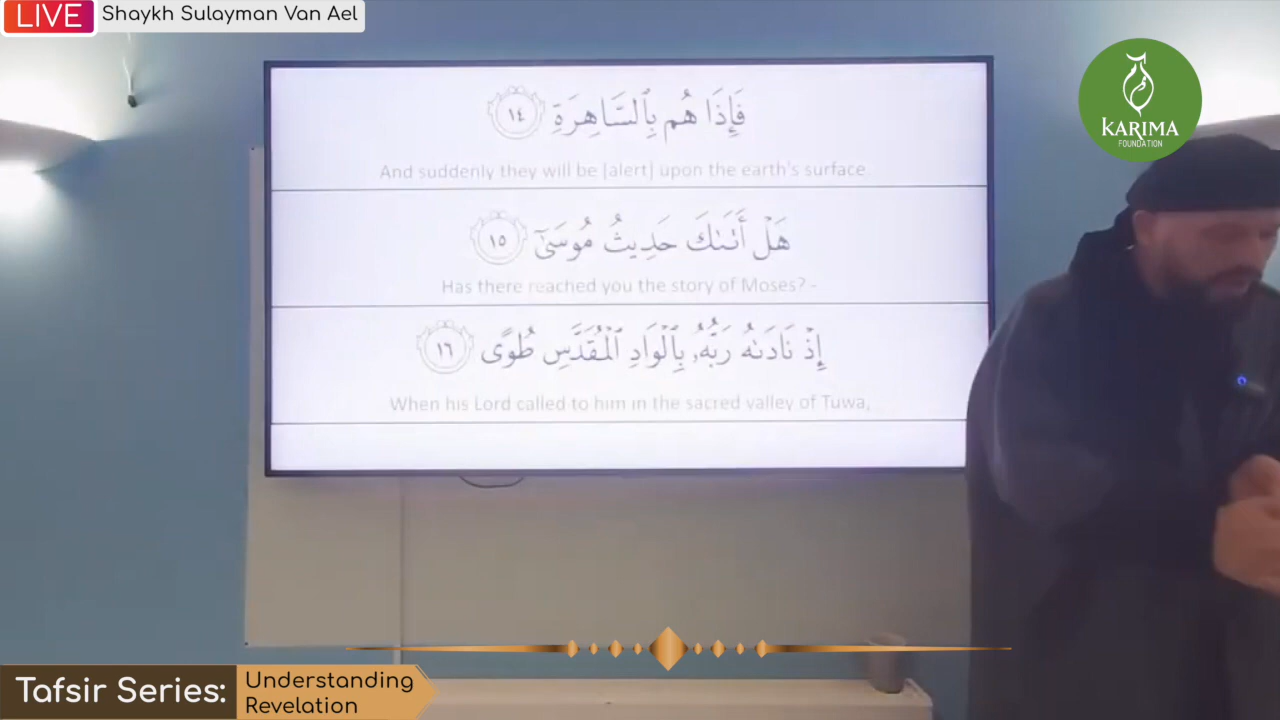 LIVE
Shaykh Sulayman Van Ael
KARIMA
FOUNDATION
فَإِذَا هُم بِٱلسَّاهِرَةِ ١٤
And suddenly they will be [alert] upon the earth's surface
هَلۡ أَتَىٰكَ حَدِيثُ مُوسَىٰٓ ١٥
Has there reached you the story of Moses? -
إِذۡ نَادَىٰهُ رَبُّهُۥ بِٱلۡوَادِ ٱلۡمُقَدَّسِ طُوًى ١٦
When his Lord called to him in the sacred valley of Tuwa,
Tafsir Series:
Understanding
Revelation